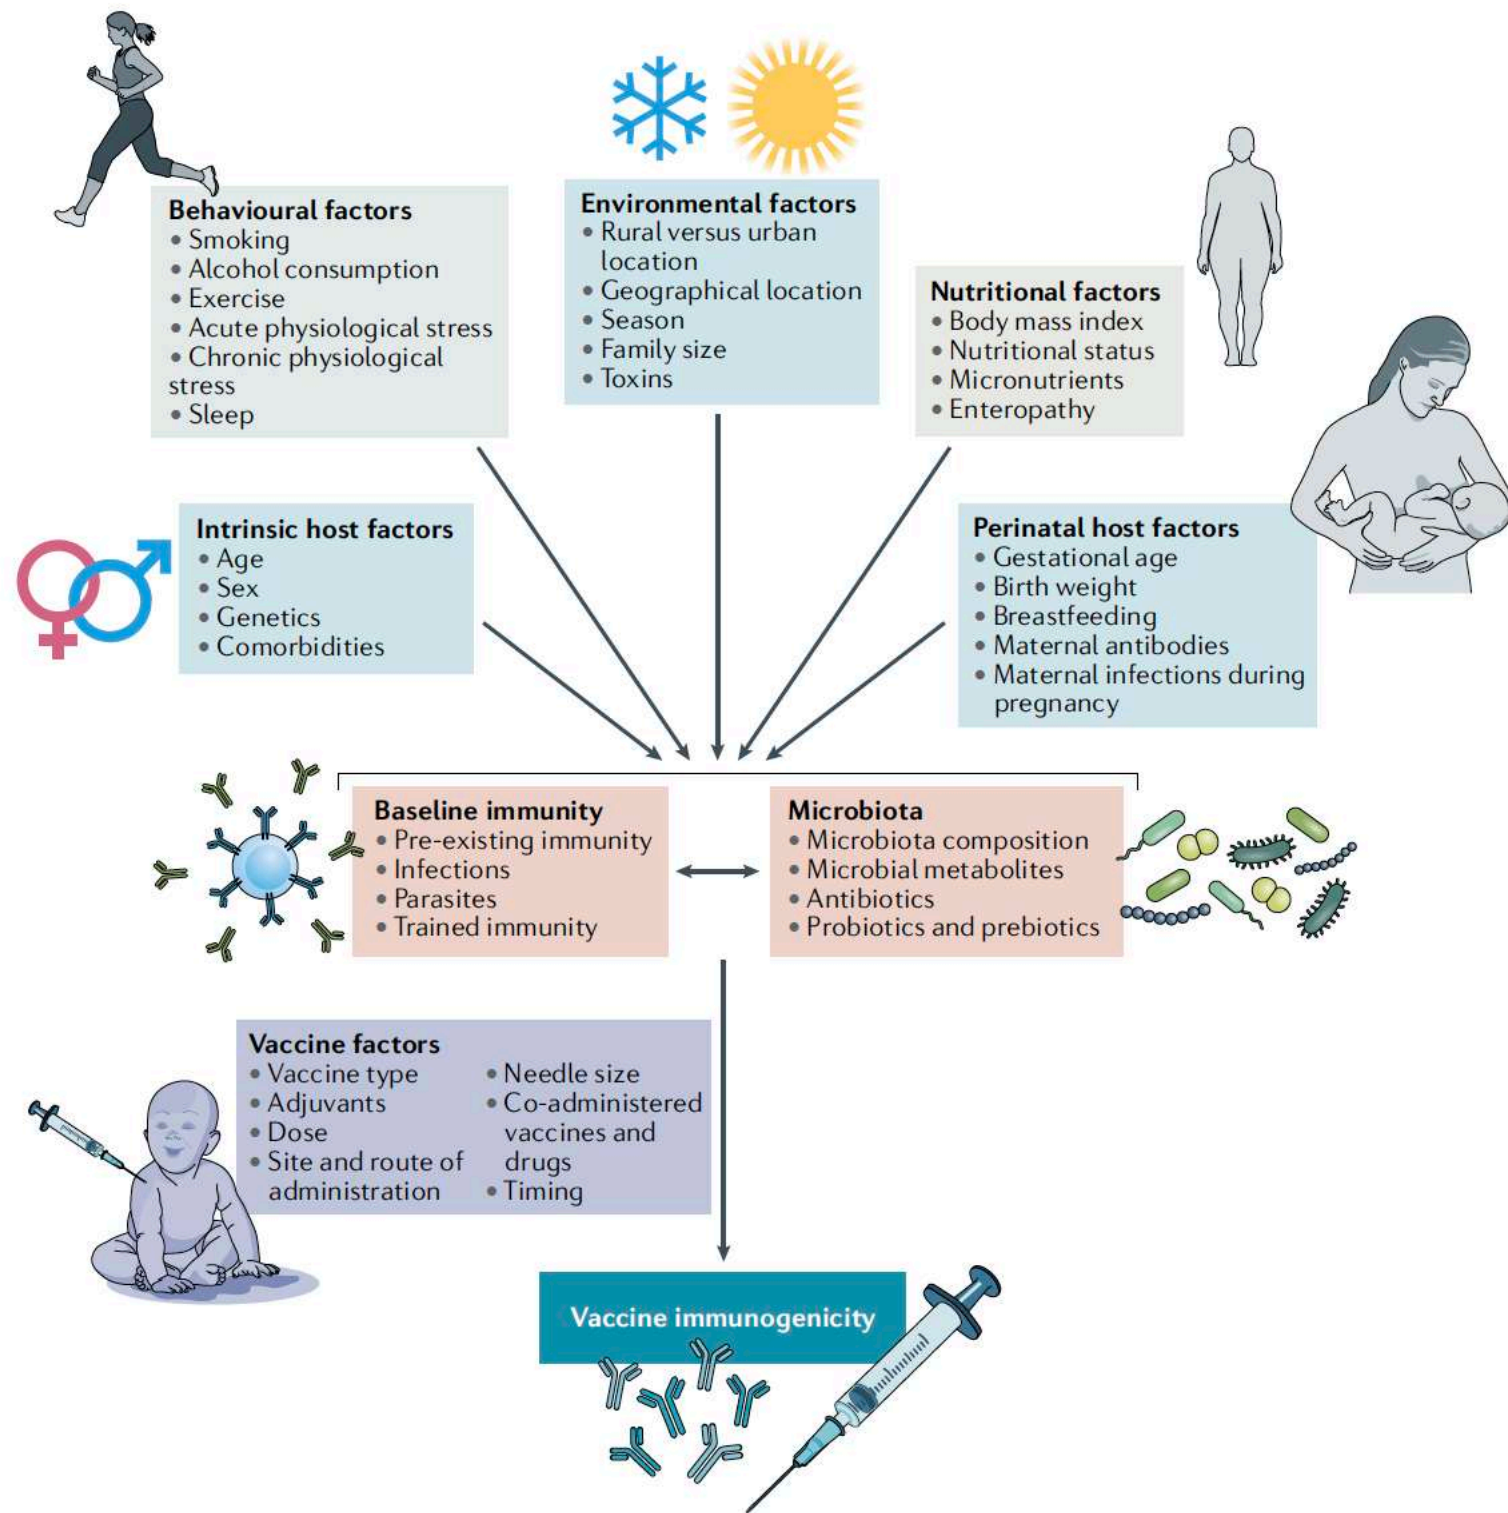 Behavioural factors
• Smoking
• Alcohol consumption
• Exercise
• Acute physiological stress
• Chronic physiological
stress
• Sleep
Environmental factors
• Rural versus urban
location
• Geographical location
• Season
• Family size
• Toxins
Nutritional factors
• Body mass index
• Nutritional status
• Micronutrients
• Enteropathy
Intrinsic host factors
• Age
• Sex
• Genetics
• Comorbidities
Perinatal host factors
• Gestational age
• Birth weight
• Breastfeeding
• Maternal antibodies
• Maternal infections during
pregnancy
Baseline immunity
• Pre-existing immunity
• Infections
• Parasites
• Trained immunity
Microbiota
• Microbiota composition
• Microbial metabolites
• Antibiotics
• Probiotics and prebiotics
Vaccine factors
• Vaccine type
• Adjuvants
• Dose
• Site and route of
administration
• Needle size
• Co-administered
vaccines and
drugs
• Timing
Vaccine immunogenicity